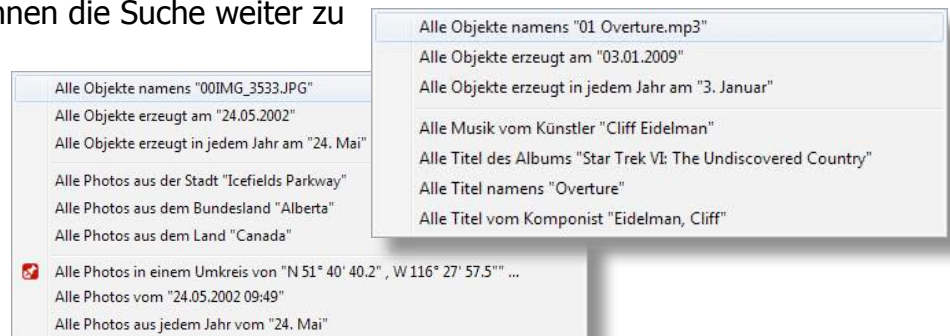 nnen die Suche weiter zu
Alle Objekte namens "01 Overture.mp3"
Alle Objekte erzeugt am "03.01.2009"
Alle Objekte erzeugt in jedem Jahr am "3. Januar"
Alle Musik vom Künstler "Cliff Eidelman"
Alle Titel des Albums "Star Trek VI: The Undiscovered Country"
Alle Titel namens "Overture"
Alle Titel vom Komponist "Eidelman, Cliff"
Alle Objekte namens "00IMG_3533.JPG"
Alle Objekte erzeugt am "24.05.2002"
Alle Objekte erzeugt in jedem Jahr am "24. Mai"
Alle Photos aus der Stadt "Icefields Parkway"
Alle Photos aus dem Bundesland "Alberta"
Alle Photos aus dem Land "Canada"
Alle Photos in einem Umkreis von "N 51° 40' 40.2" , W 116° 27' 57.5"" ...
Alle Photos vom "24.05.2002 09:49"
Alle Photos aus jedem Jahr vom "24. Mai"